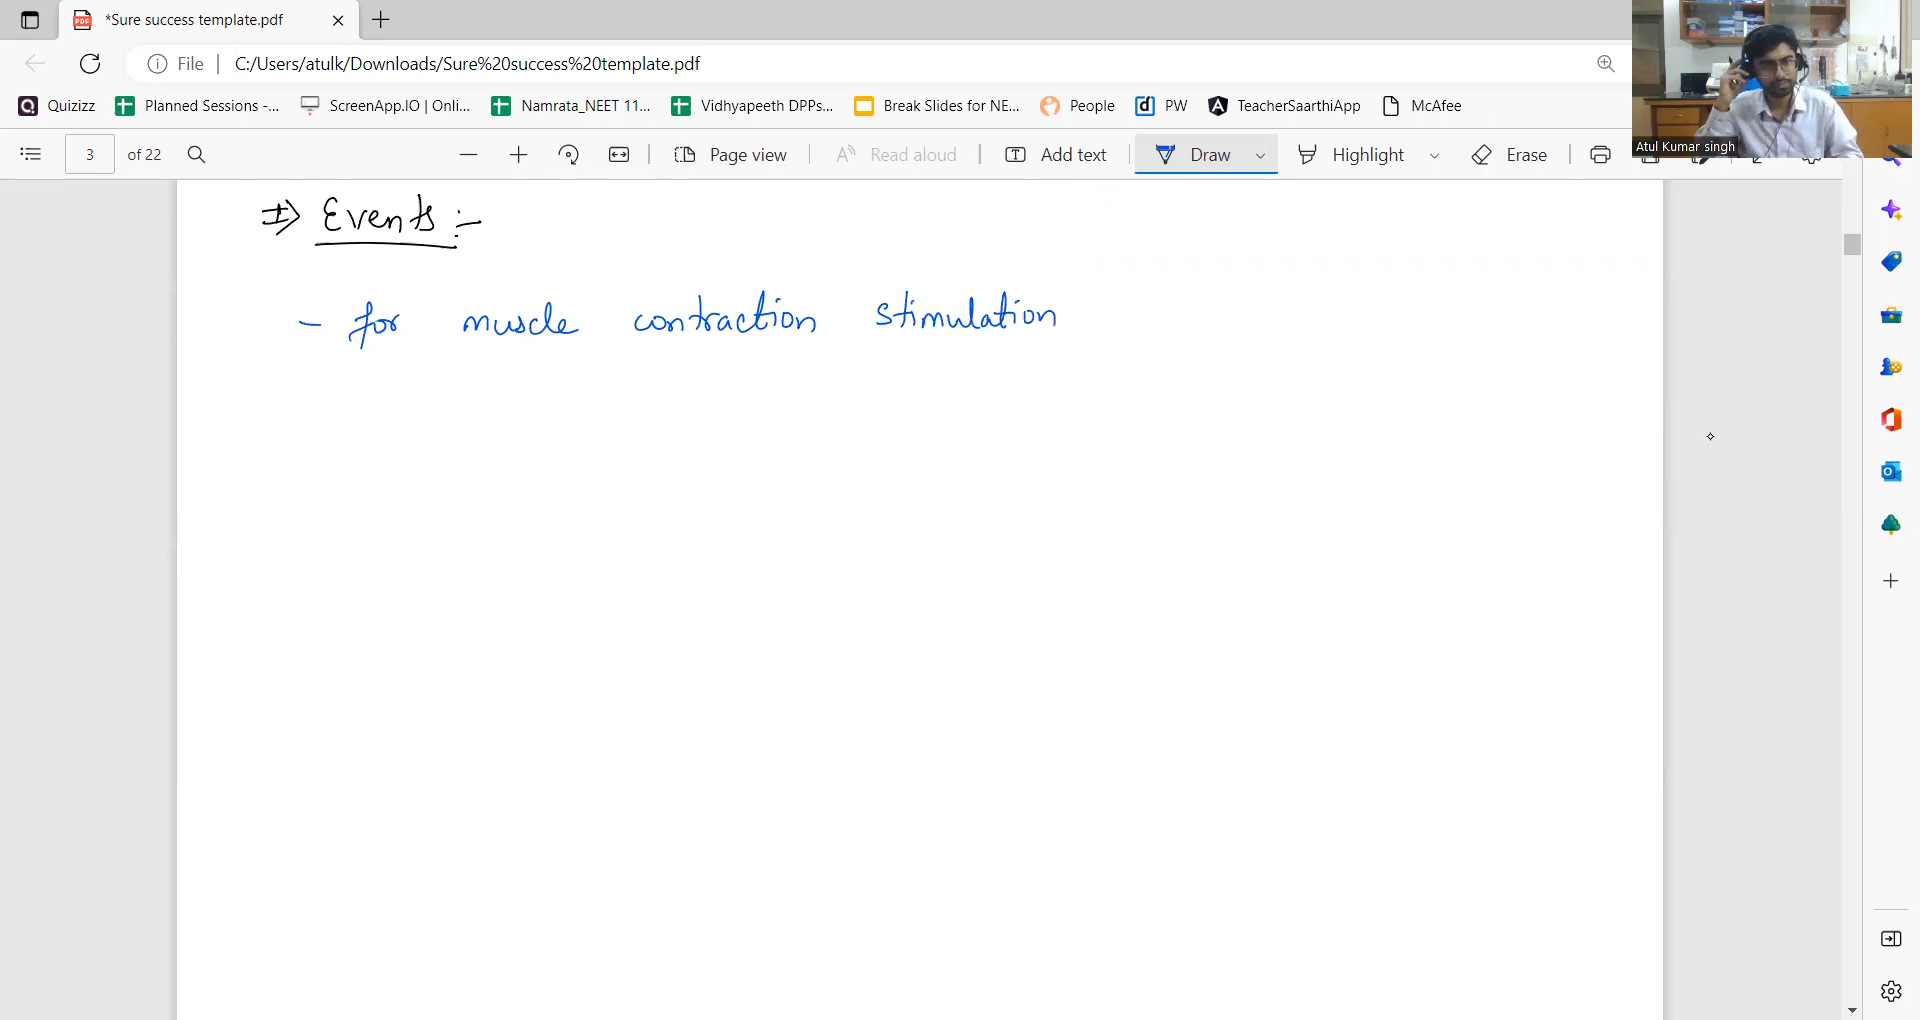 *Sure success template.pdf
File C:/Users/atulk/Downloads/Sure%20success%20template.pdf
Quizizz Planned Sessions -... ScreenApp.IO | Onli... Namrata_NEET 11... Vidhyapeeth DPPs... Break Slides for NE... People PW TeacherSaarthiApp McAfee
Atul Kumar singh
3 of 22 Page view Read aloud Add text Draw Highlight Erase
⇒ Events :-
- for muscle contraction stimulation